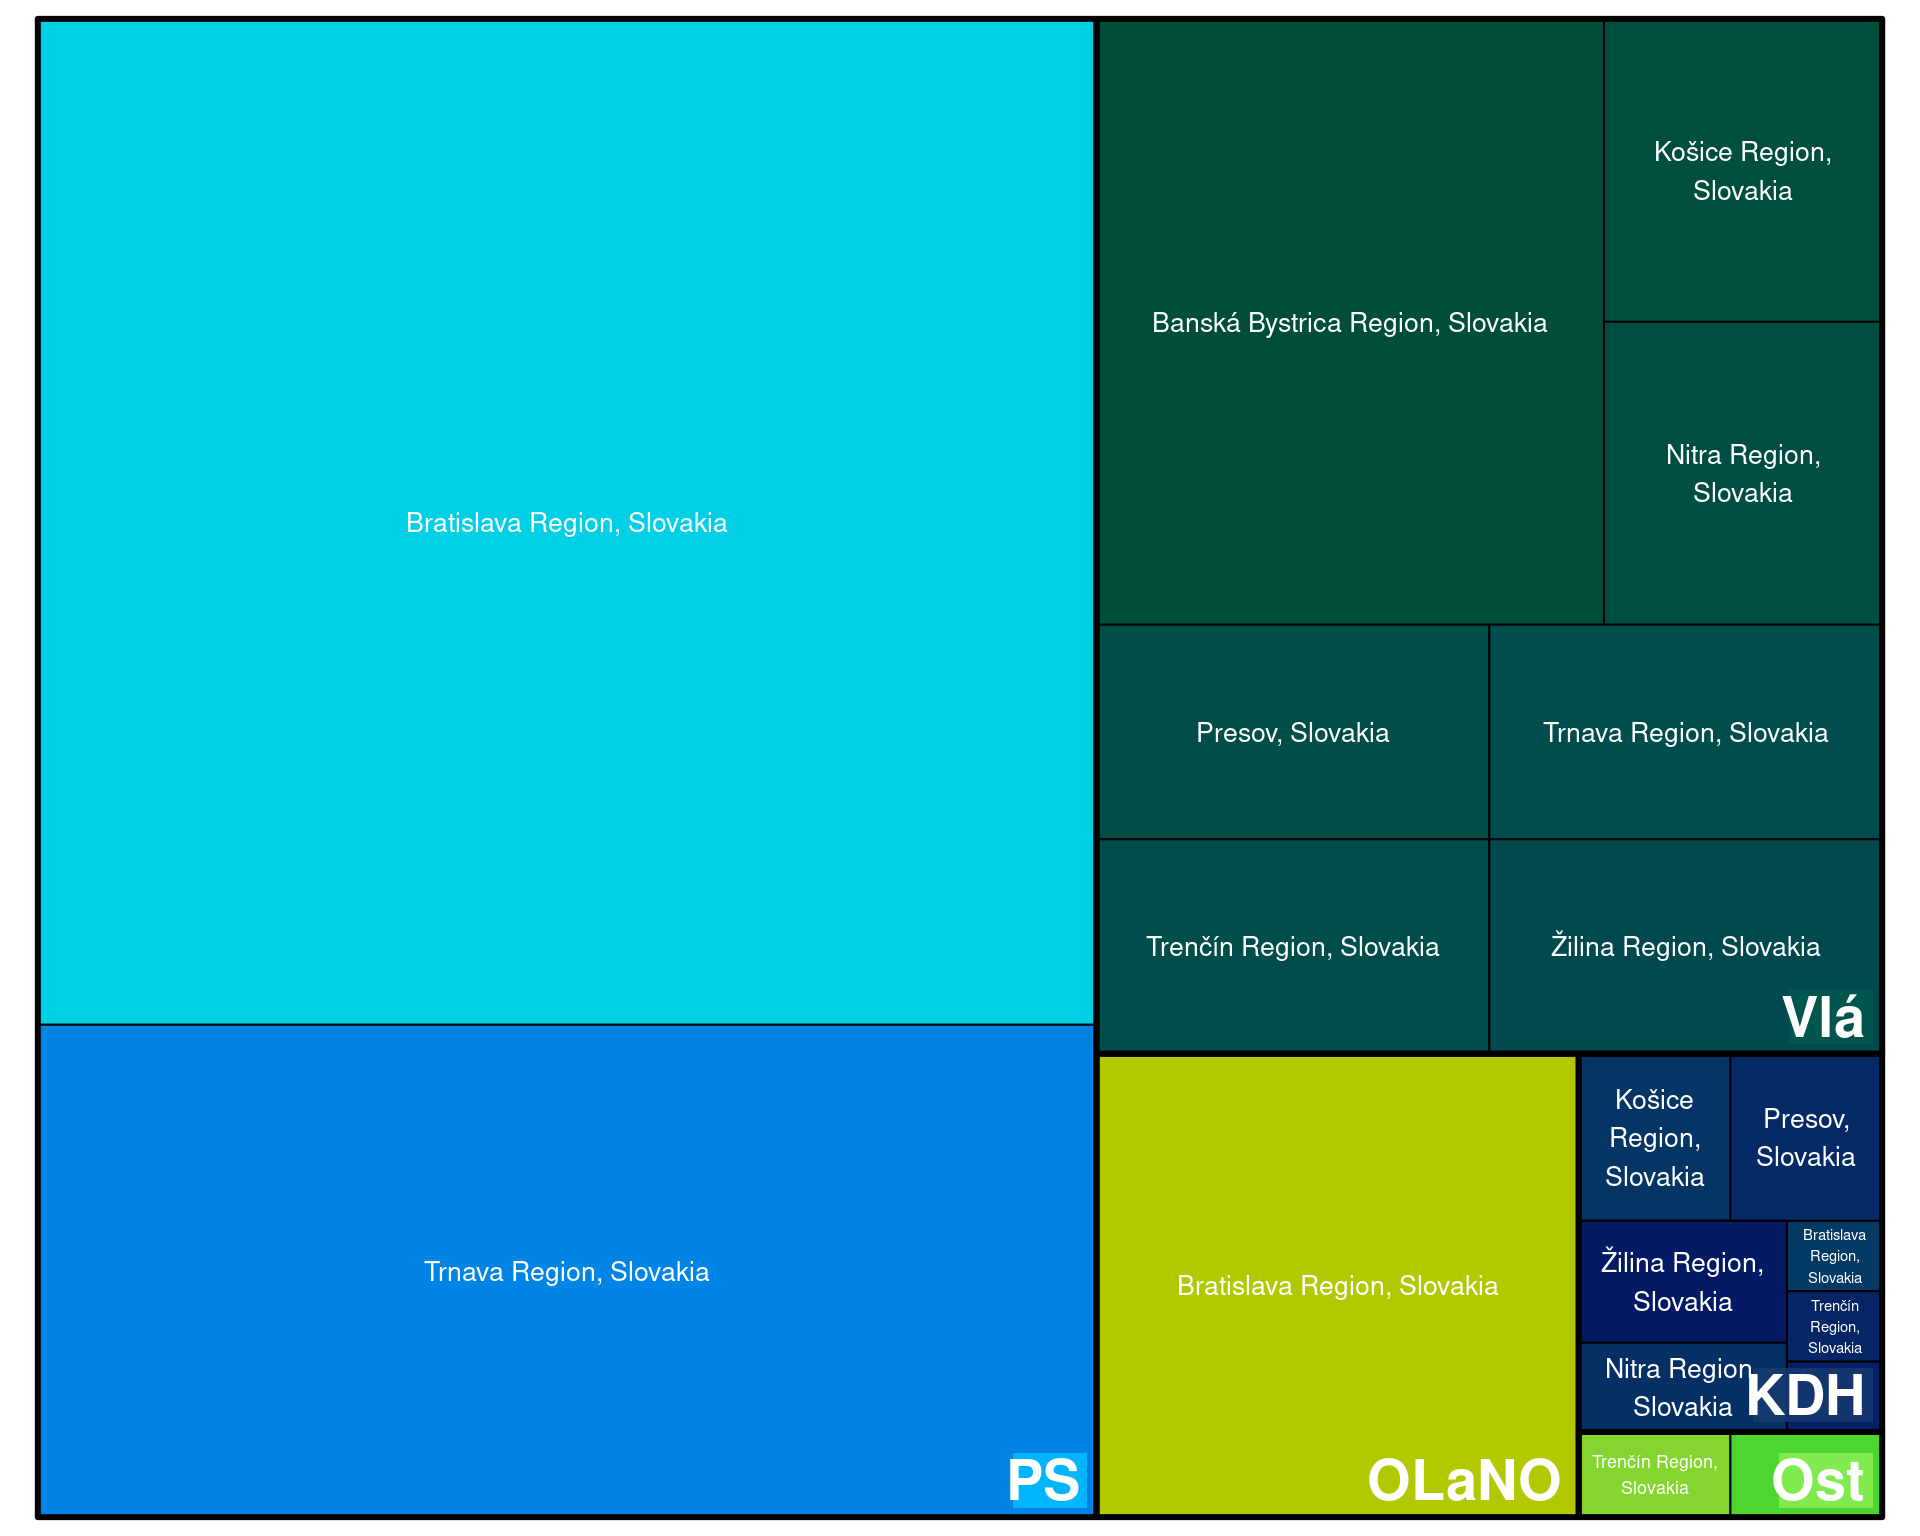 Bratislava Region, Slovakia
Trnava Region, Slovakia
PS
Banská Bystrica Region, Slovakia
Košice Region,
Slovakia
Nitra Region,
Slovakia
Presov, Slovakia
Trnava Region, Slovakia
Trenčín Region, Slovakia
Žilina Region, Slovakia
Vlá
Bratislava Region, Slovakia
OLaNO
Košice
Region,
Slovakia
Presov,
Slovakia
Žilina Region,
Slovakia
Bratislava
Region,
Slovakia
Trenčín
Region,
Slovakia
Nitra Region
Slovakia
KDH
Trenčín Region,
Slovakia
Ost